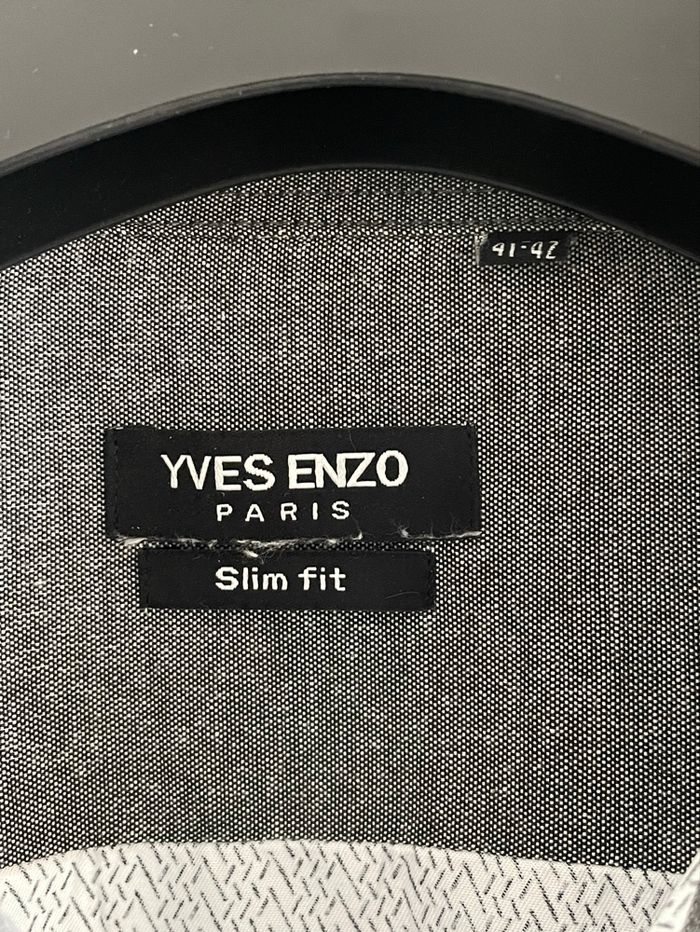 41-42
YVES ENZO
PARIS
Slim fit